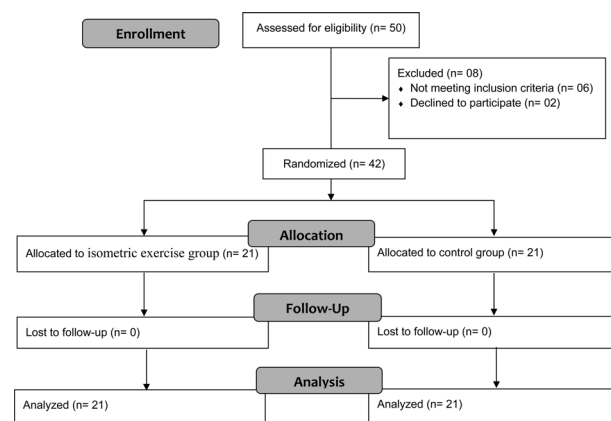 Enrollment
Assessed for eligibility (n= 50)
Excluded (n= 08)
♦ Not meeting inclusion criteria (n= 06)
♦ Declined to participate (n= 02)
Randomized (n= 42)
Allocation
Allocated to isometric exercise group (n= 21)
Allocated to control group (n= 21)
Follow-Up
Lost to follow-up (n= 0)
Lost to follow-up (n= 0)
Analysis
Analyzed (n= 21)
Analyzed (n= 21)